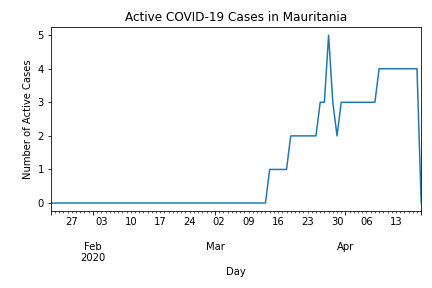 Active COVID-19 Cases in Mauritania
Number of Active Cases
5
4
3
2
1
0
27 03 10 17 24 02 09 16 23 30 06 13
Feb Mar Apr
2020
Day